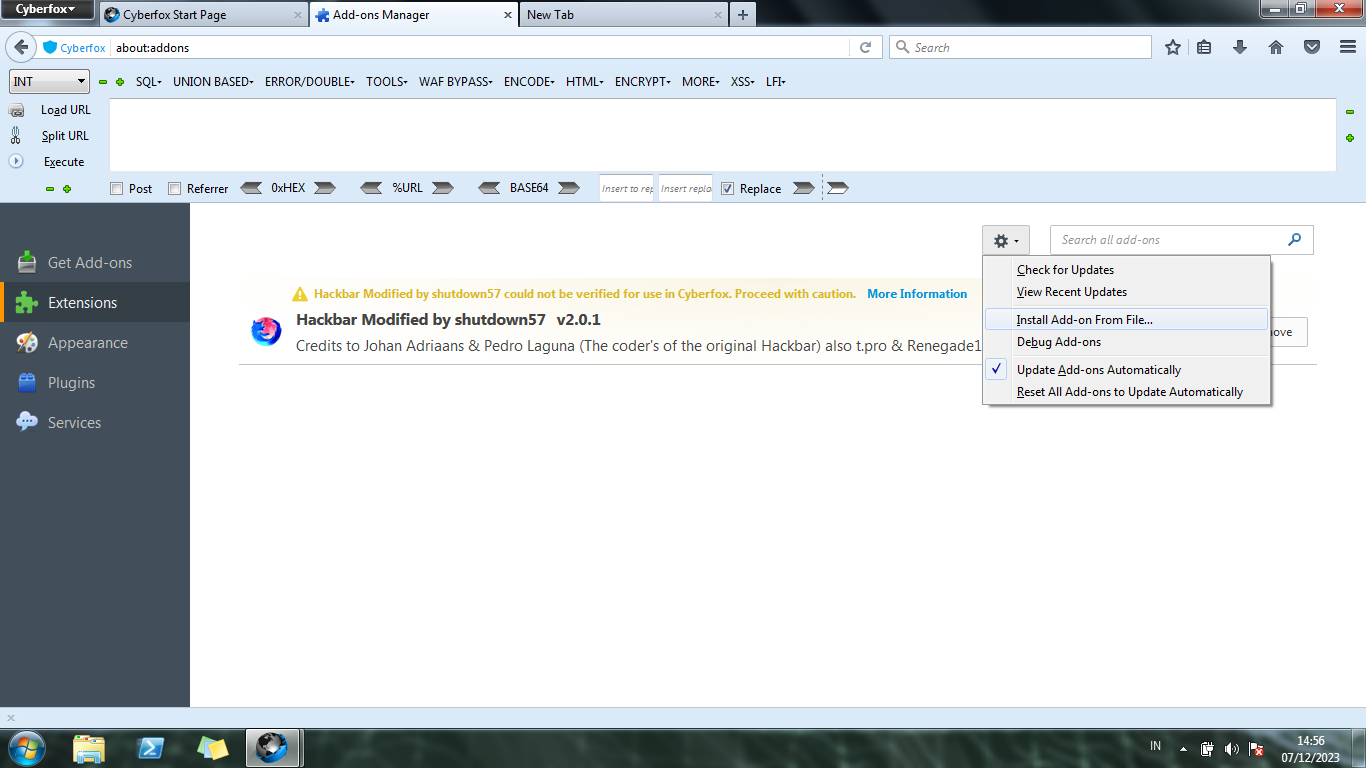 Cyberfox
Cyberfox Start Page
Add-ons Manager
New Tab
Cyberfox
about:addons
Search
INT
SQL
UNION BASED
ERROR/DOUBLE
TOOLS
WAF BYPASS
ENCODE
HTML
ENCRYPT
MORE
XSS
LFI
Load URL
Split URL
Execute
Post
Referrer
0xHEX
%URL
BASE64
Insert to rep
Insert repla
Replace
Get Add-ons
Extensions
Appearance
Plugins
Services
Search all add-ons
Check for Updates
View Recent Updates
Install Add-on From File...
Debug Add-ons
Update Add-ons Automatically
Reset All Add-ons to Update Automatically
Hackbar Modified by shutdown57 could not be verified for use in Cyberfox. Proceed with caution. More Information
Hackbar Modified by shutdown57 v2.0.1
Credits to Johan Adriaans & Pedro Laguna (The coder's of the original Hackbar) also t.pro & Renegade1
ove
IN
14:56
07/12/2023